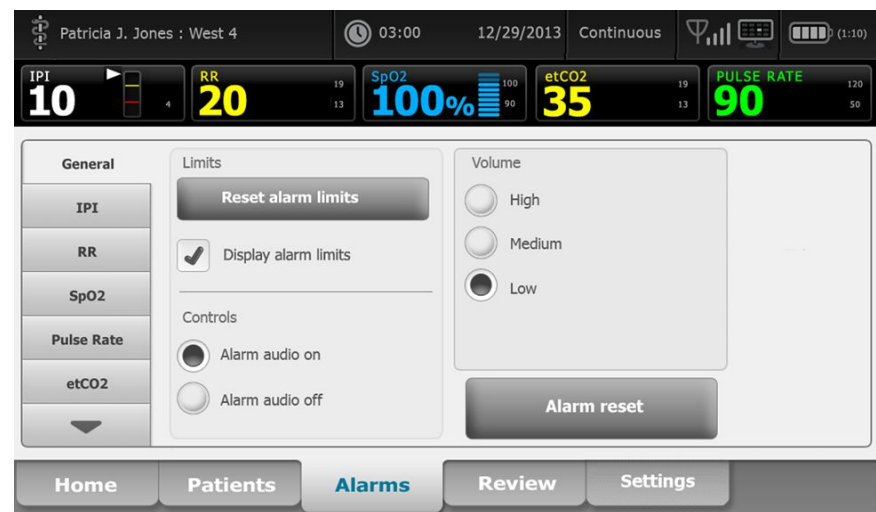 Patricia J. Jones : West 4
03:00
12/29/2013
Continuous
(1:10)
IPI
10
4
RR
20
19
13
SpO2
100%
100
90
etCO2
35
19
13
PULSE RATE
90
120
50
General
IPI
RR
SpO2
Pulse Rate
etCO2
Limits
Reset alarm limits
Display alarm limits
Controls
Alarm audio on
Alarm audio off
Volume
High
Medium
Low
Alarm reset
Home
Patients
Alarms
Review
Settings